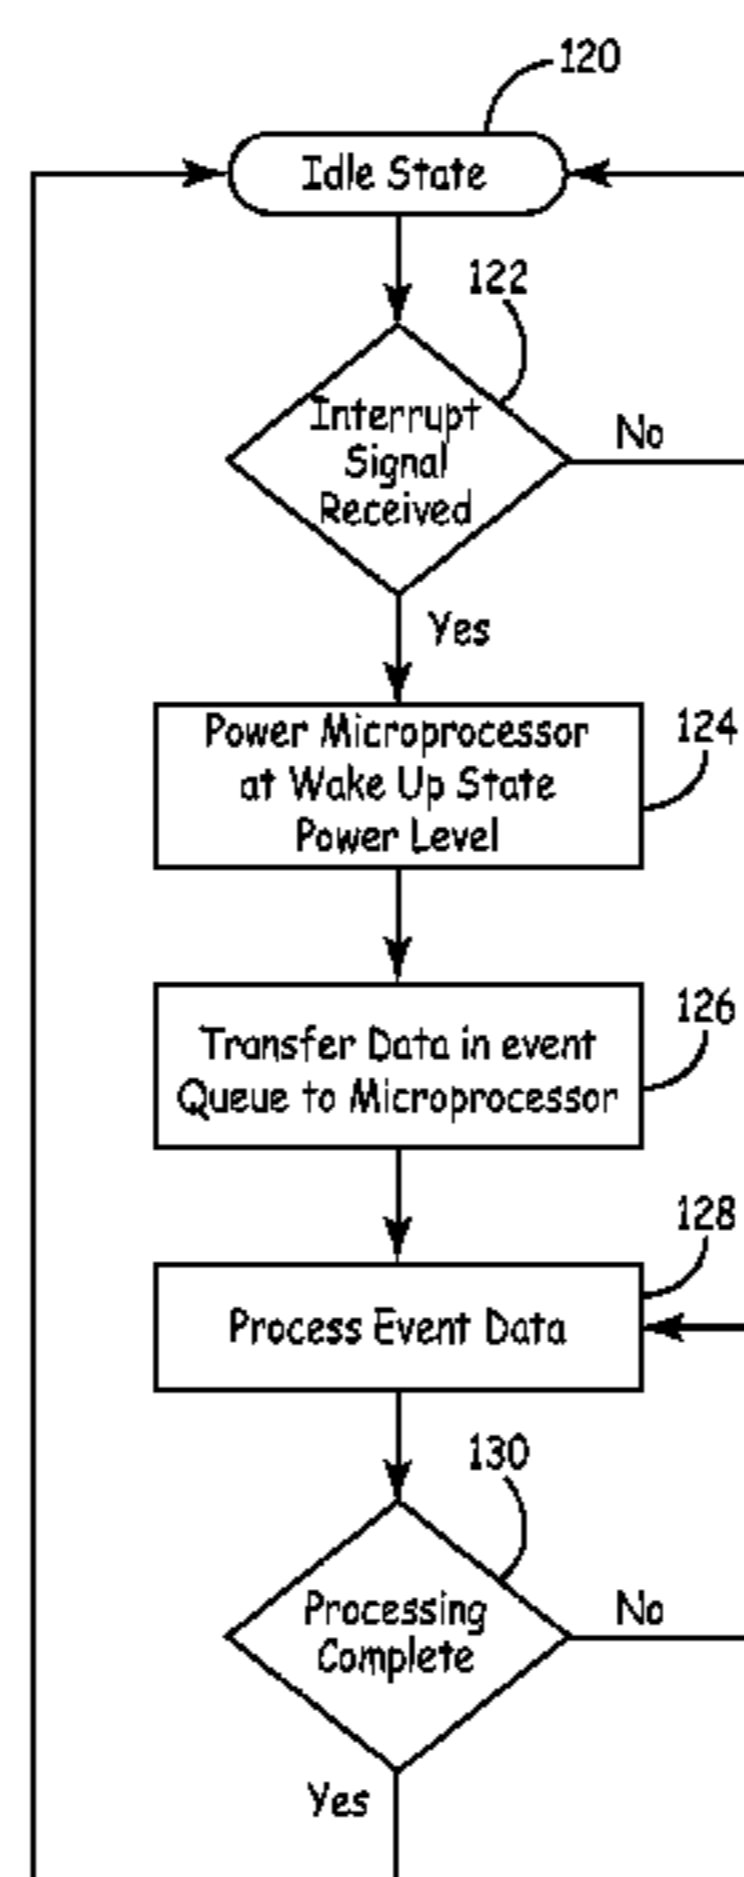 120
Idle State
122
Interrupt
Signal
Received
No
Yes
Power Microprocessor
at Wake Up State
Power Level
124
Transfer Data in event
Queue to Microprocessor
126
128
Process Event Data
130
Processing
Complete
No
Yes